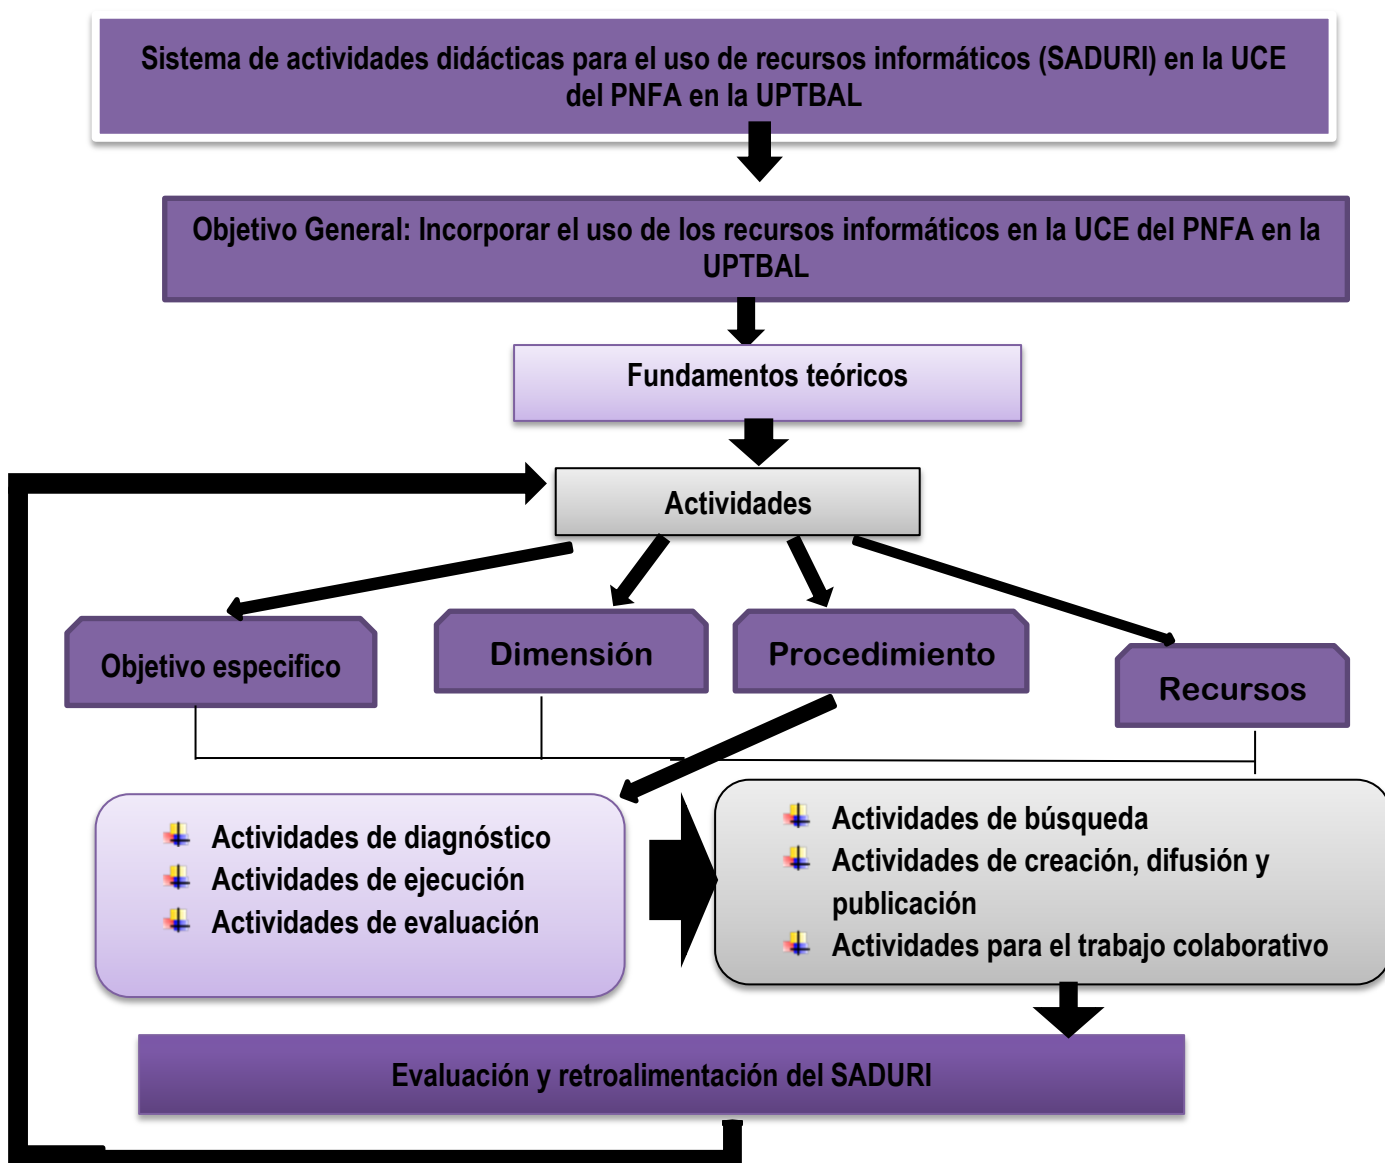 Sistema de actividades didácticas para el uso de recursos informáticos (SADURI) en la UCE
del PNFA en la UPTBAL
Objetivo General: Incorporar el uso de los recursos informáticos en la UCE del PNFA en la
UPTBAL
Fundamentos teóricos
Actividades
Objetivo especifico
Dimensión
Procedimiento
Recursos
Actividades de diagnóstico
Actividades de ejecución
Actividades de evaluación
Actividades de búsqueda
Actividades de creación, difusión y
publicación
Actividades para el trabajo colaborativo
Evaluación y retroalimentación del SADURI